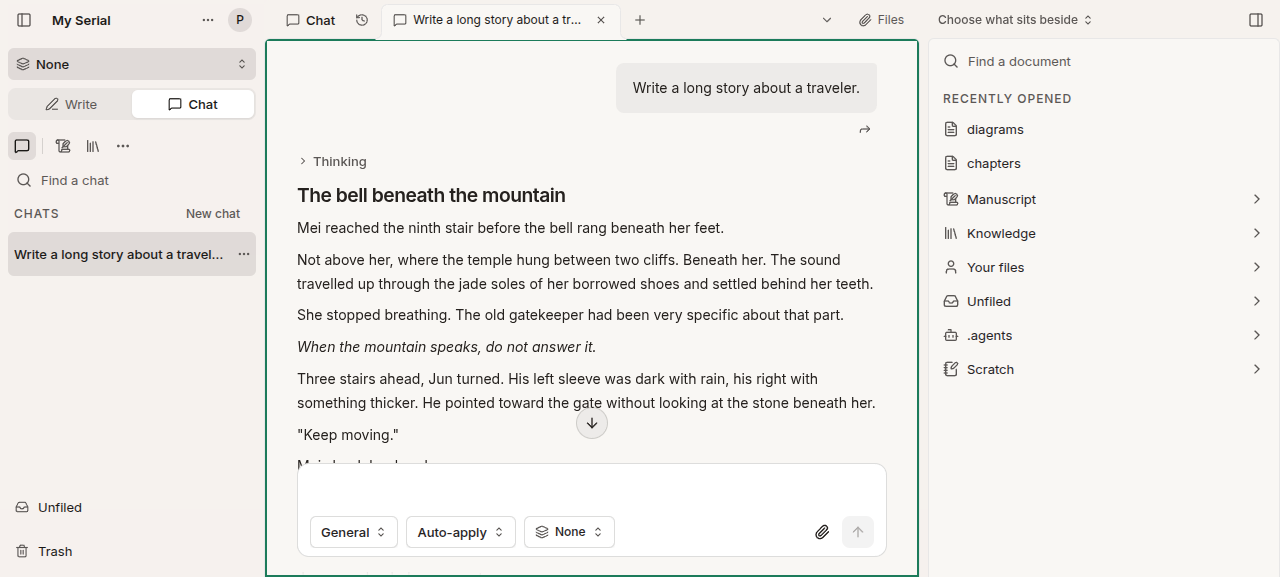 My Serial
P
Chat
Write a long story about a tr...
Files
Choose what sits beside
None
Write
Chat
Find a chat
CHATS
New chat
Write a long story about a travel...
Unfiled
Trash
Write a long story about a traveler.
Thinking
The bell beneath the mountain
Mei reached the ninth stair before the bell rang beneath her feet.
Not above her, where the temple hung between two cliffs. Beneath her. The sound
travelled up through the jade soles of her borrowed shoes and settled behind her teeth.
She stopped breathing. The old gatekeeper had been very specific about that part.
When the mountain speaks, do not answer it.
Three stairs ahead, Jun turned. His left sleeve was dark with rain, his right with
something thicker. He pointed toward the gate without looking at the stone beneath her.
"Keep moving."
General
Auto-apply
None
Find a document
RECENTLY OPENED
diagrams
chapters
Manuscript
Knowledge
Your files
Unfiled
.agents
Scratch